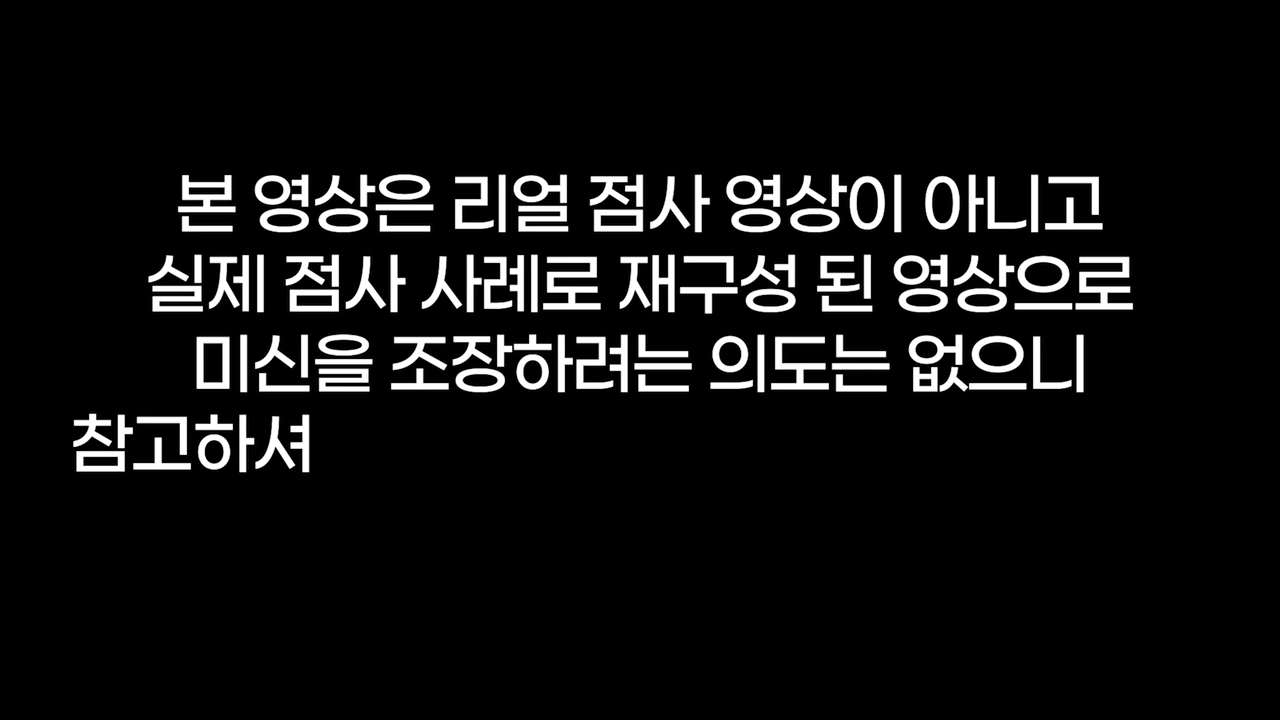 본 영상은 리얼 점사 영상이 아니고
실제 점사 사례로 재구성 된 영상으로
미신을 조장하려는 의도는 없으니
참고하셔